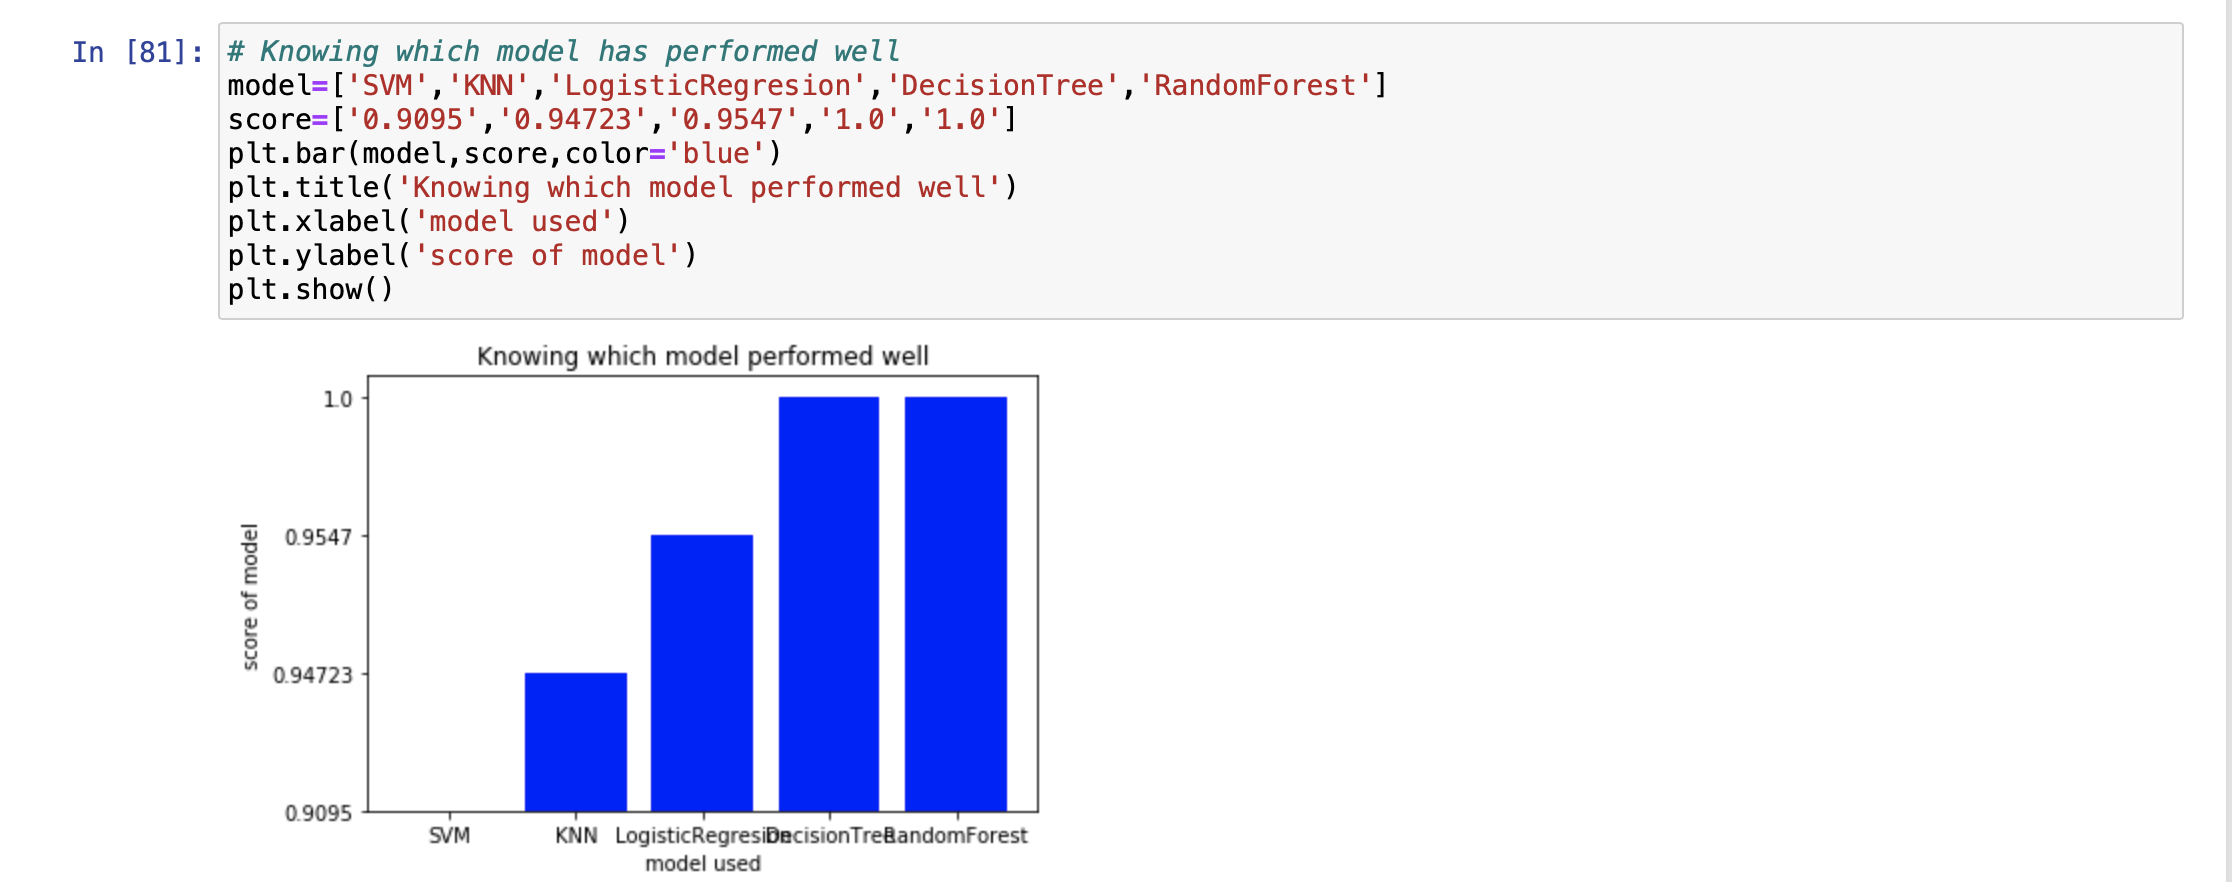 In [81]: # Knowing which model has performed well
model=['SVM','KNN','LogisticRegresion','DecisionTree','RandomForest']
score=['0.9095','0.94723','0.9547','1.0','1.0']
plt.bar(model,score,color='blue')
plt.title('Knowing which model performed well')
plt.xlabel('model used')
plt.ylabel('score of model')
plt.show()
Knowing which model performed well
1.0
0.9547
0.94723
0.9095
score of model
SVM KNN LogisticRegresion DecisionTree RandomForest
model used